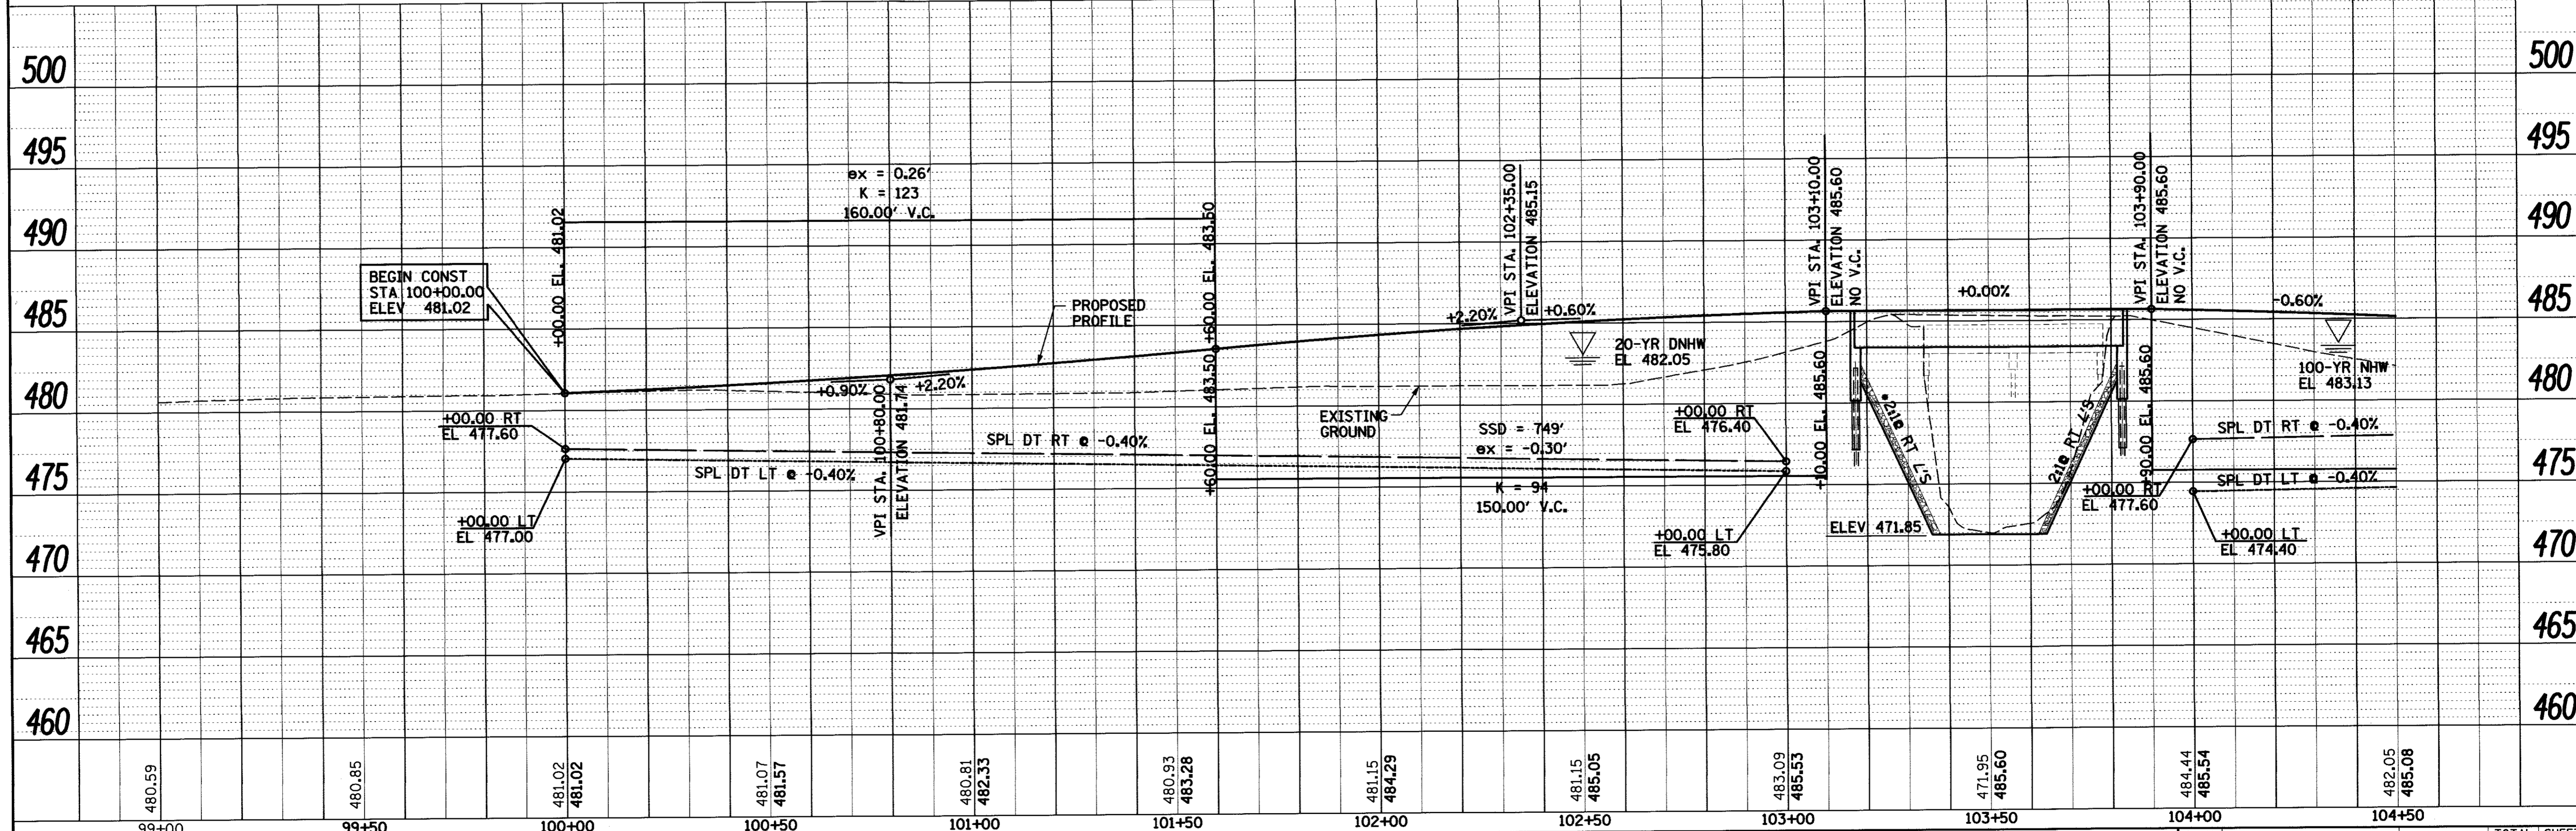 500
500
495
495
490
490
485
485
480
480
475
475
470
470
465
465
460
460
ex = 0.26'
K = 123
160.00' V.C.
+00.00 EL. 481.02
BEGIN CONST
STA 100+00.00
ELEV 481.02
+60.00 EL. 483.50
PROPOSED
PROFILE
+0.90%
+2.20%
VPI STA. 100+80.00
ELEVATION 481.74
+2.20%
VPI STA. 102+35.00
ELEVATION 485.15
+0.60%
20-YR DNHW
EL 482.05
VPI STA. 103+10.00
ELEVATION 485.60
NO V.C.
+0.00%
VPI STA. 103+90.00
ELEVATION 485.60
NO V.C.
-0.60%
100-YR NHW
EL 483.13
EXISTING
GROUND
+00.00 RT
EL 477.60
+00.00 LT
EL 477.00
SPL DT RT @ -0.40%
SPL DT LT @ -0.40%
+60.00 EL. 483.50
SSD = 749'
ex = -0.30'
K = 94
150.00' V.C.
+00.00 RT
EL 476.40
+00.00 LT
EL 475.80
+10.00 EL. 485.60
*2:1@ RT L'S
2:1@ RT L'S
ELEV 471.85
+90.00 EL. 485.60
+00.00 RT
EL 477.60
SPL DT RT @ -0.40%
SPL DT LT @ -0.40%
+00.00 LT
EL 474.40
480.59
480.85
481.02
481.02
481.07
481.57
480.81
482.33
480.93
483.28
481.15
484.29
481.15
485.05
483.09
485.53
471.95
485.60
484.44
485.54
482.05
485.08
99+00
99+50
100+00
100+50
101+00
101+50
102+00
102+50
103+00
103+50
104+00
104+50